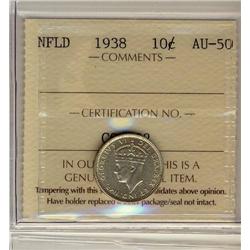 NFLD 1938 10¢ AU-50
— COMMENTS —
— CERTIFICATION NO. —
IN OU HIS IS A
GENU ITEM.
Tampering with this idates above opinion.
Have holder replaced package/seal not intact.